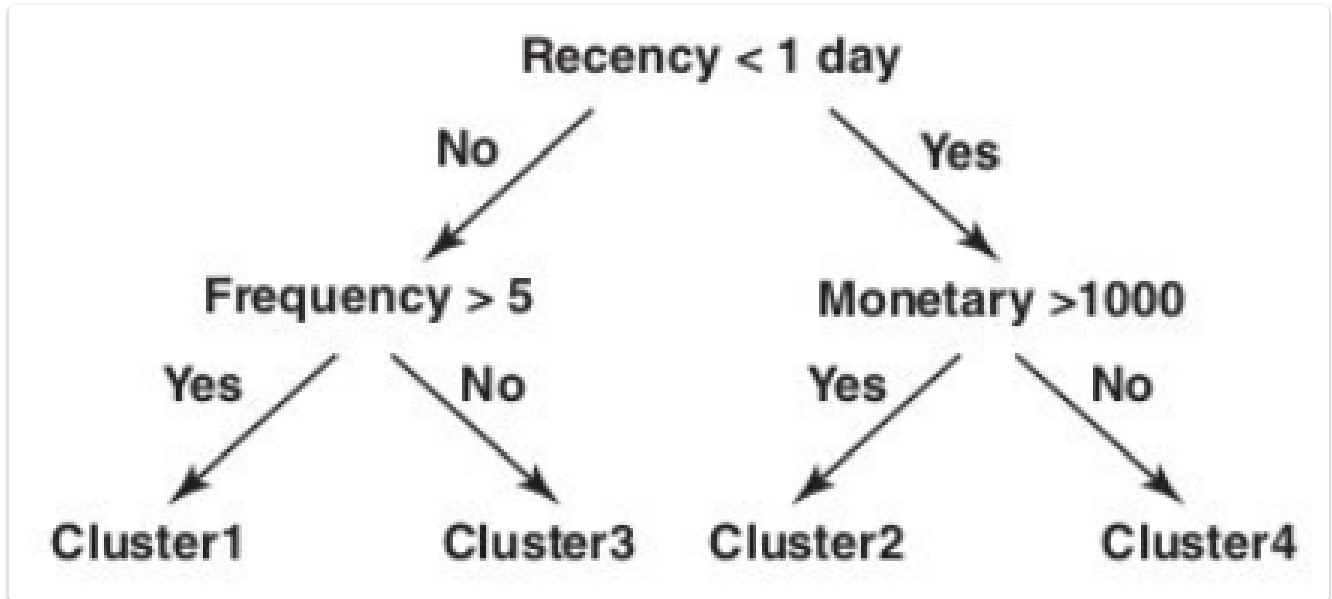 Recency < 1 day
No
Yes
Frequency > 5
Monetary >1000
Yes
No
Yes
No
Cluster1
Cluster3
Cluster2
Cluster4